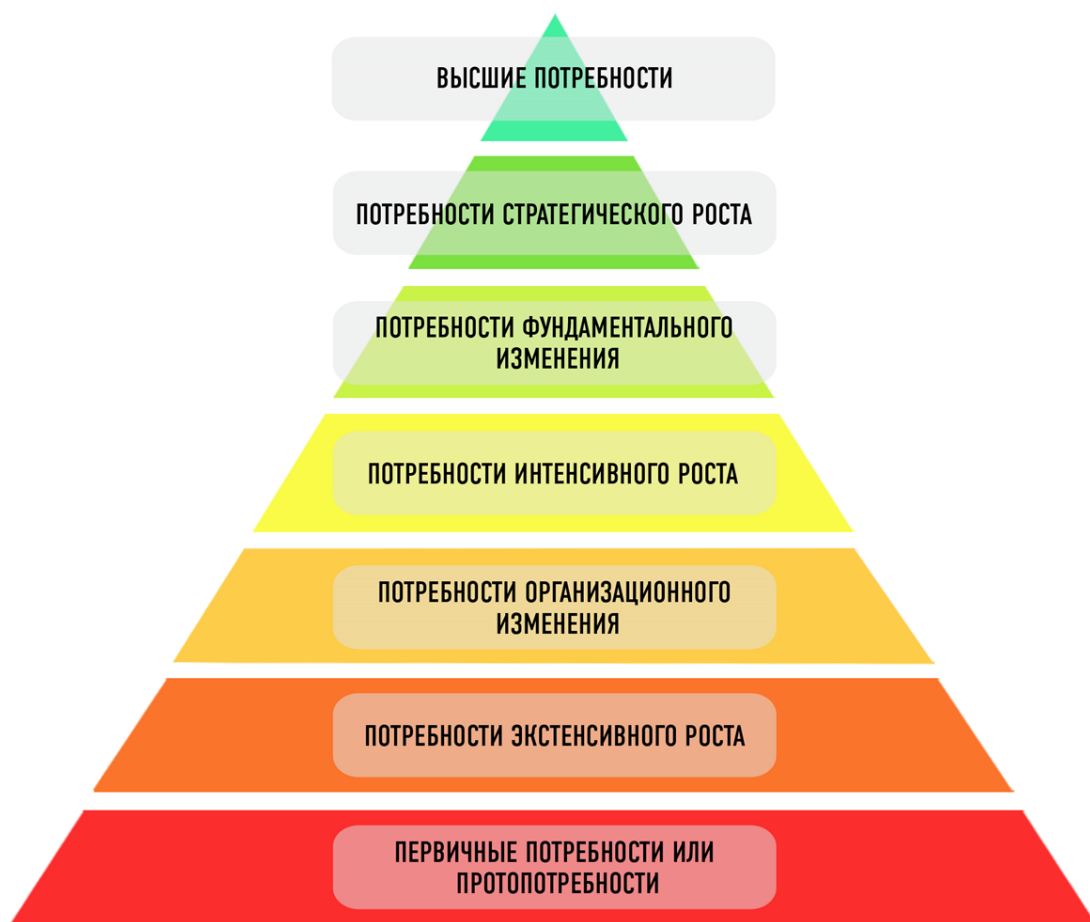 ВЫСШИЕ ПОТРЕБНОСТИ
ПОТРЕБНОСТИ СТРАТЕГИЧЕСКОГО РОСТА
ПОТРЕБНОСТИ ФУНДАМЕНТАЛЬНОГО
ИЗМЕНЕНИЯ
ПОТРЕБНОСТИ ИНТЕНСИВНОГО РОСТА
ПОТРЕБНОСТИ ОРГАНИЗАЦИОННОГО
ИЗМЕНЕНИЯ
ПОТРЕБНОСТИ ЭКСТЕНСИВНОГО РОСТА
ПЕРВИЧНЫЕ ПОТРЕБНОСТИ ИЛИ
ПРОТОПОТРЕБНОСТИ